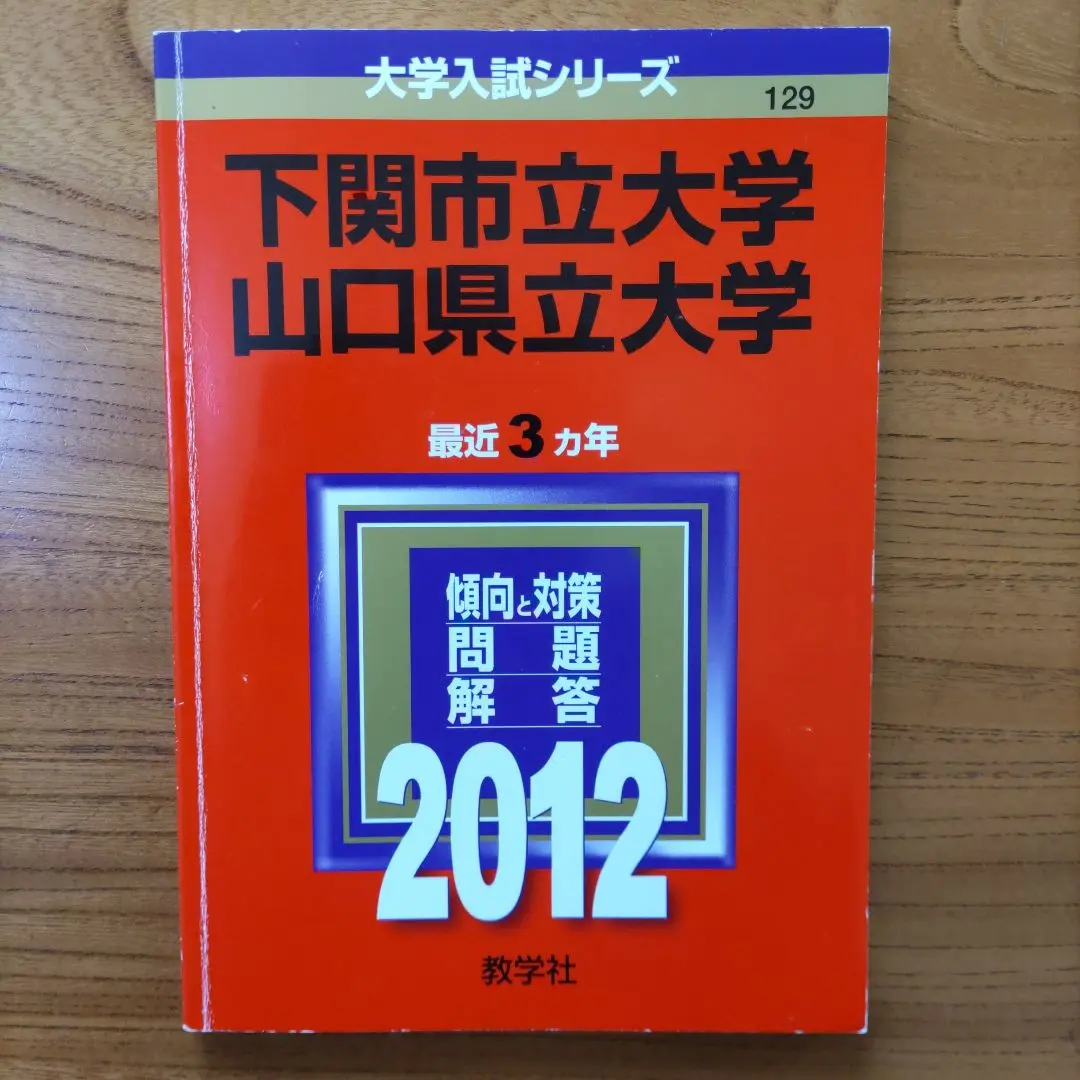 大学入試シリーズ
129
下関市立大学
山口県立大学
最近3カ年
傾向と対策
問題
解答
2012
教学社